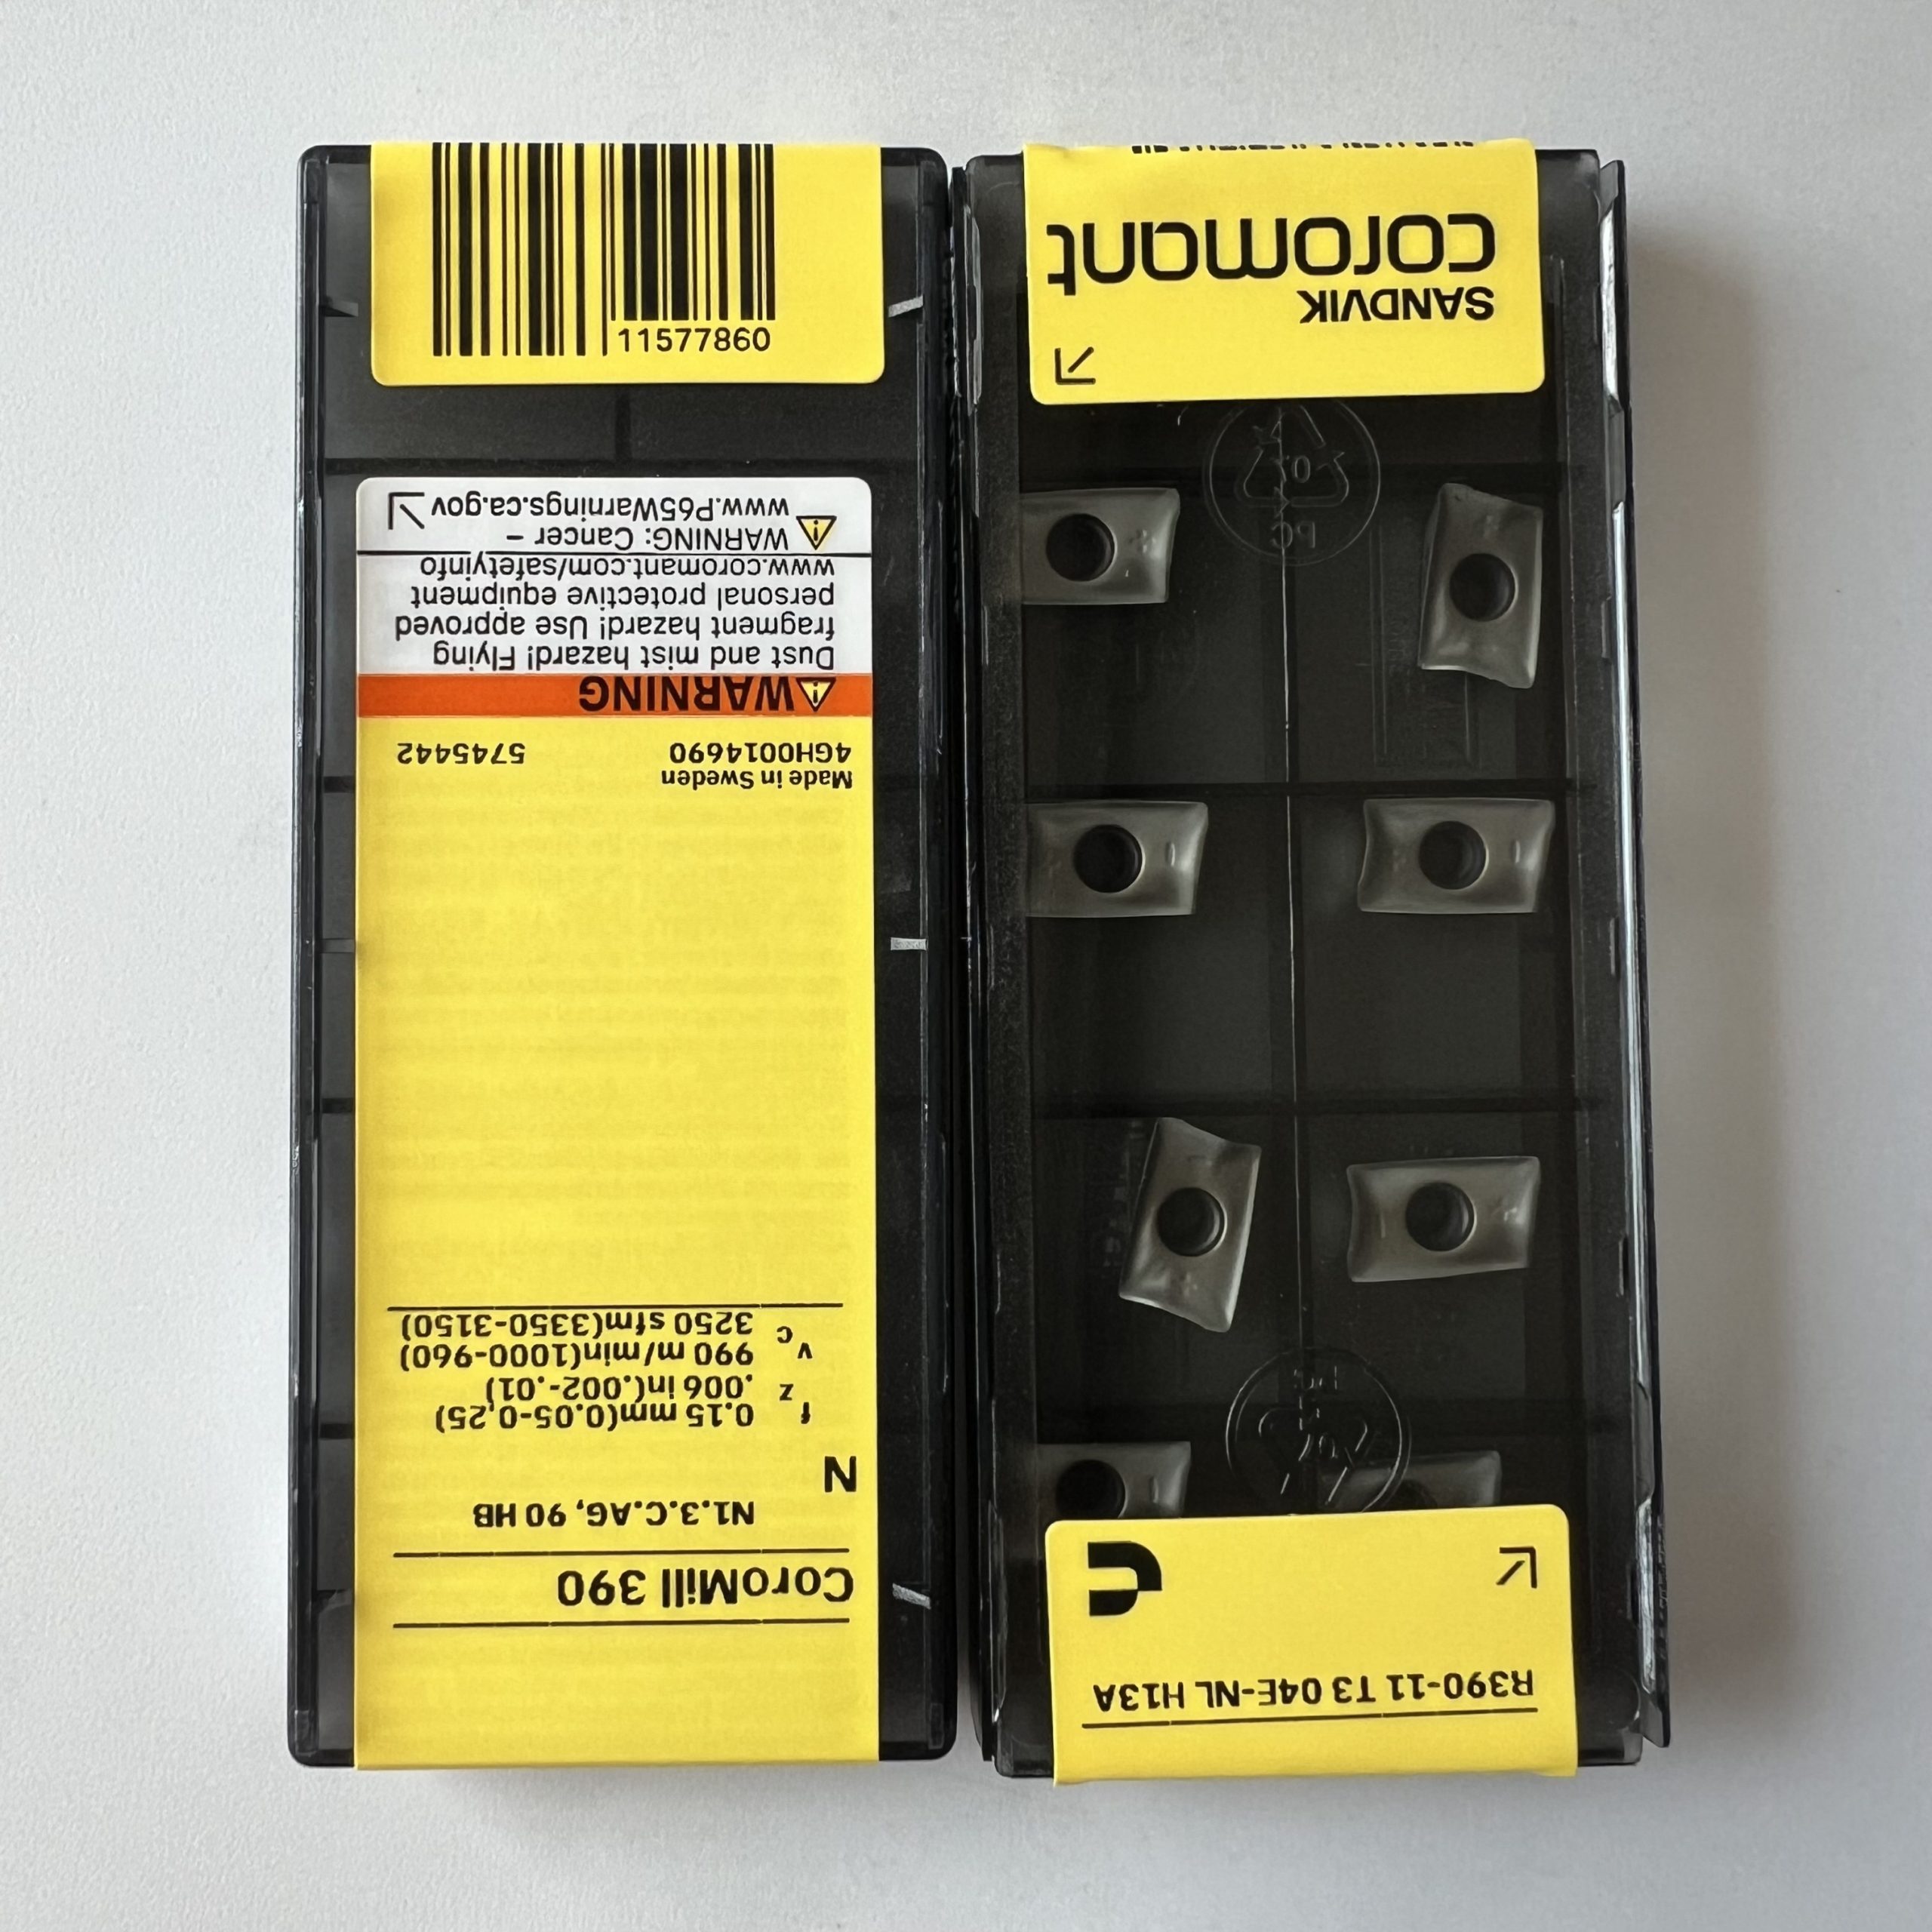 11577860
CoroMill 390
N1.3.C.AG, 90 HB
N
f 0.15 mm(0.05-0,25)
z .006 in(.002-.01)
v 990 m/min(1000-960)
c 3250 sfm(3350-3150)
Made in Sweden
4GH0014690 5745442
WARNING
Dust and mist hazard! Flying
fragment hazard! Use approved
personal protective equipment
www.coromant.com/safetyinfo
WARNING: Cancer –
www.P65Warnings.ca.gov
R390-11 T3 04E-NL H13A
SANDVIK
coromant
07
PC